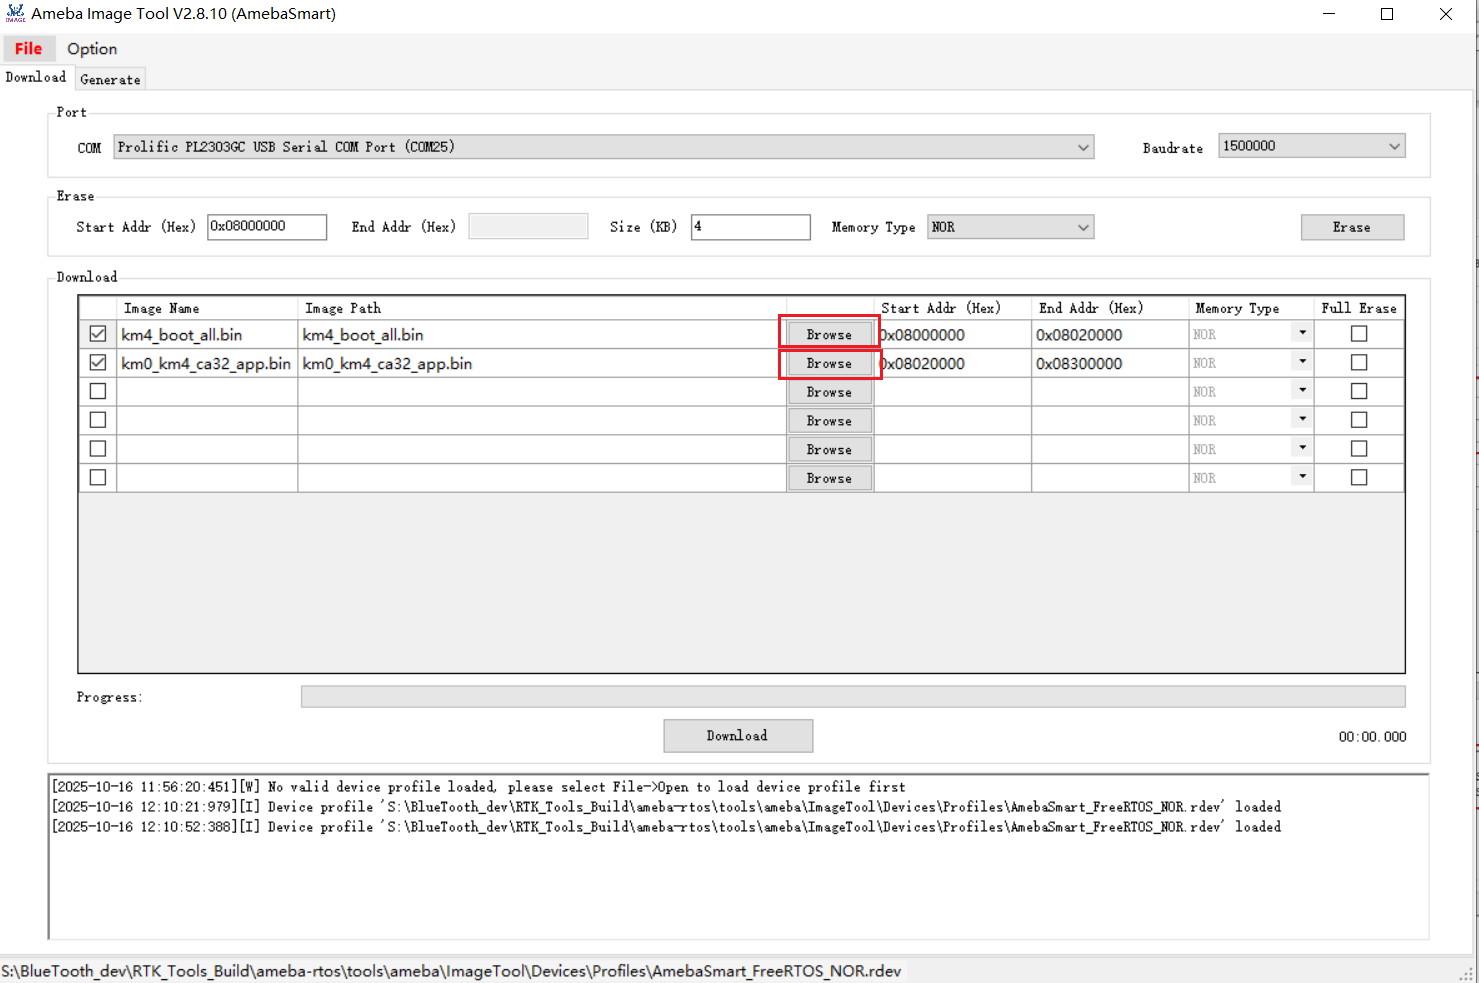 Ameba Image Tool V2.8.10 (AmebaSmart)
File Option
Download Generate
Port
COM Prolific PL2303GC USB Serial COM Port (COM25) Baudrate 1500000
Erase
Start Addr (Hex) 0x08000000 End Addr (Hex) Size (KB) 4 Memory Type NOR Erase
Download
Image Name Image Path Start Addr (Hex) End Addr (Hex) Memory Type Full Erase
km4_boot_all.bin km4_boot_all.bin Browse 0x08000000 0x08020000 NOR
km0_km4_ca32_app.bin km0_km4_ca32_app.bin Browse 0x08020000 0x08300000 NOR
Browse NOR
Browse NOR
Browse NOR
Browse NOR
Progress:
Download 00:00.000
[2025-10-16 11:56:20:451][W] No valid device profile loaded, please select File->Open to load device profile first
[2025-10-16 12:10:21:979][I] Device profile 'S:\BlueTooth_dev\RTK_Tools_Build\ameba-rtos\tools\ameba\ImageTool\Devices\Profiles\AmebaSmart_FreeRTOS_NOR.rdev' loaded
[2025-10-16 12:10:52:388][I] Device profile 'S:\BlueTooth_dev\RTK_Tools_Build\ameba-rtos\tools\ameba\ImageTool\Devices\Profiles\AmebaSmart_FreeRTOS_NOR.rdev' loaded
S:\BlueTooth_dev\RTK_Tools_Build\ameba-rtos\tools\ameba\ImageTool\Devices\Profiles\AmebaSmart_FreeRTOS_NOR.rdev